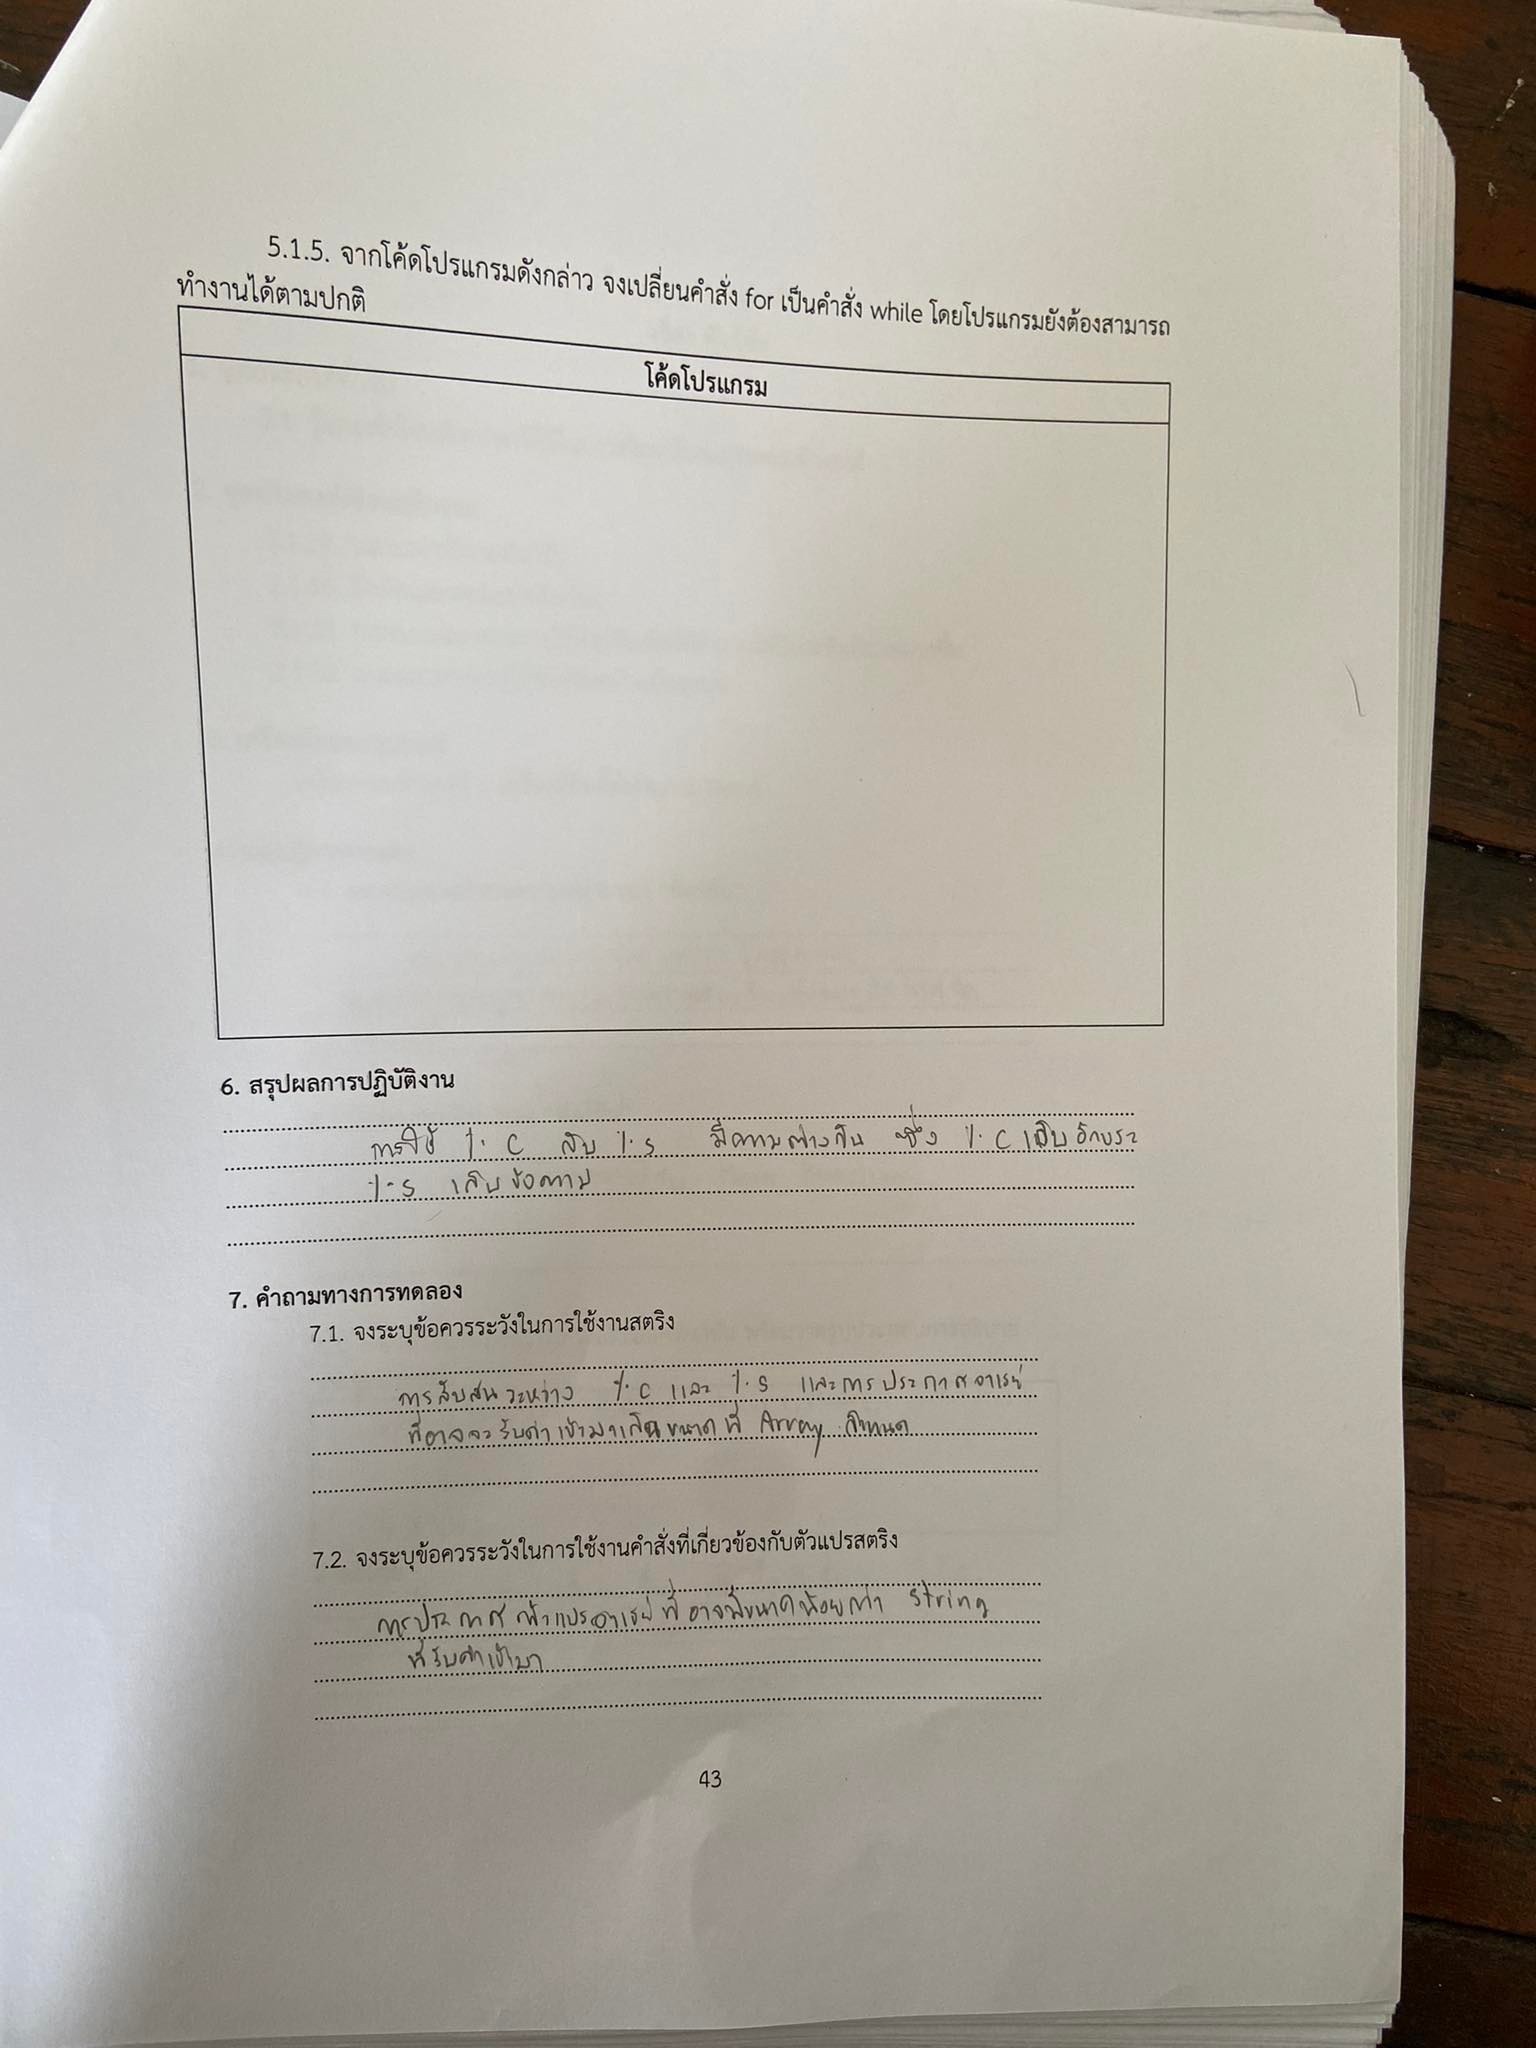 5.1.5. จากโค้ดโปรแกรมดังกล่าว จงเปลี่ยนคำสั่ง for เป็นคำสั่ง while โดยโปรแกรมยังต้องสามารถ
ทำงานได้ตามปกติ
โค้ดโปรแกรม
6. สรุปผลการปฏิบัติงาน
การใช้ %c กับ %s มีความต่างกัน ซึ่ง %c เก็บอักขระ
%s เก็บข้อความ
7. คำถามทางการทดลอง
7.1. จงระบุข้อควรระวังในการใช้งานสตริง
การสับสนระหว่าง %c และ %s และการประกาศอาเรย์
ที่อาจจะรับค่าเข้ามาเกินขนาดที่ Array กำหนด
7.2. จงระบุข้อควรระวังในการใช้งานคำสั่งที่เกี่ยวข้องกับตัวแปรสตริง
การประกาศตัวแปรอาเรย์ที่อาจมีขนาดน้อยกว่า string
ที่รับค่าเข้ามา
43